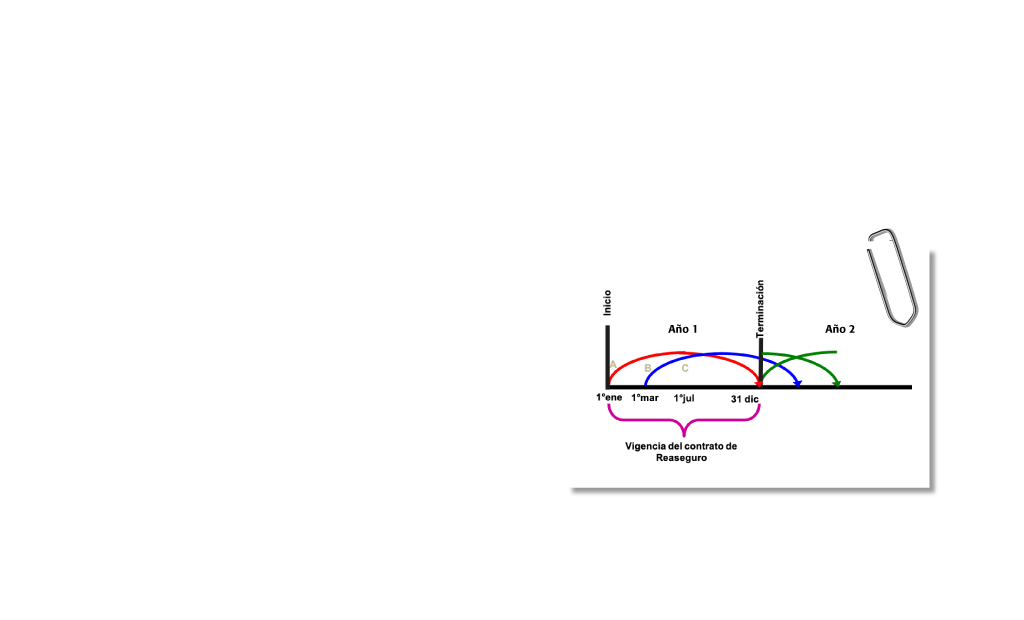 Inicio
Terminación
Año 1
Año 2
A
B
C
1°ene
1°mar
1°jul
31 dic
Vigencia del contrato de
Reaseguro